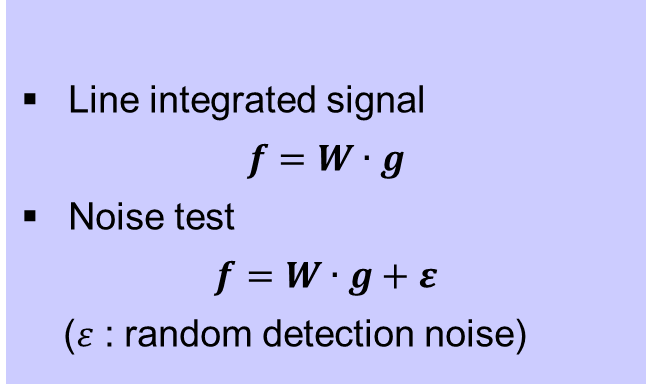 ▪ Line integrated signal
f = W · g
▪ Noise test
f = W · g + ε
(ε : random detection noise)